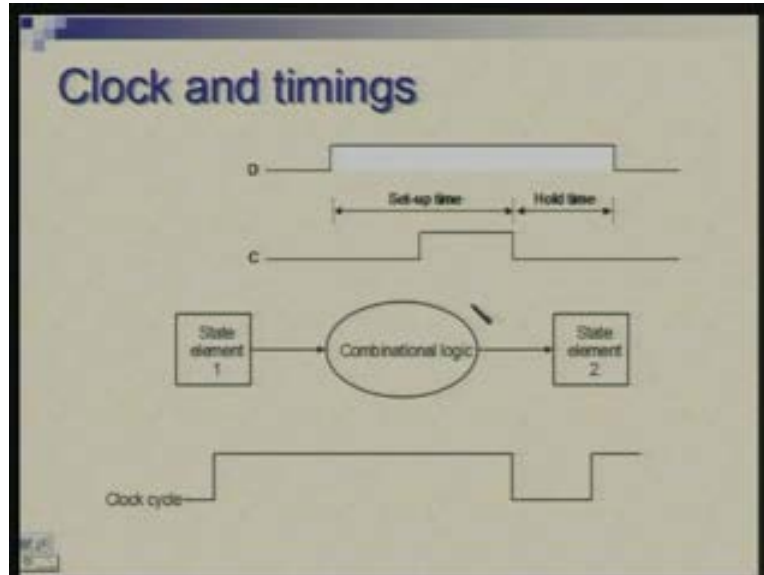 Clock and timings
D
Set-up time
Hold time
C
State
element
1
Combinational logic
State
element
2
Clock cycle